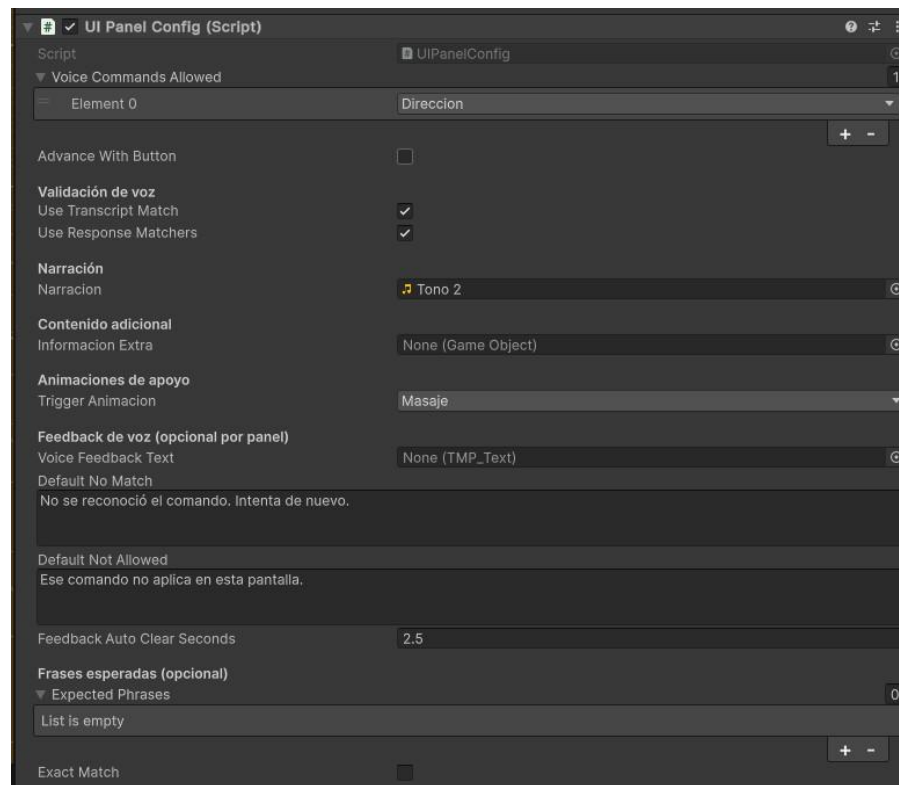 UI Panel Config (Script)
Script UIPanelConfig
Voice Commands Allowed 1
Element 0 Direccion
+ -
Advance With Button
Validación de voz
Use Transcript Match
Use Response Matchers
Narración
Narracion Tono 2
Contenido adicional
Informacion Extra None (Game Object)
Animaciones de apoyo
Trigger Animacion Masaje
Feedback de voz (opcional por panel)
Voice Feedback Text None (TMP_Text)
Default No Match
No se reconoció el comando. Intenta de nuevo.
Default Not Allowed
Ese comando no aplica en esta pantalla.
Feedback Auto Clear Seconds 2.5
Frases esperadas (opcional)
Expected Phrases 0
List is empty
+ -
Exact Match